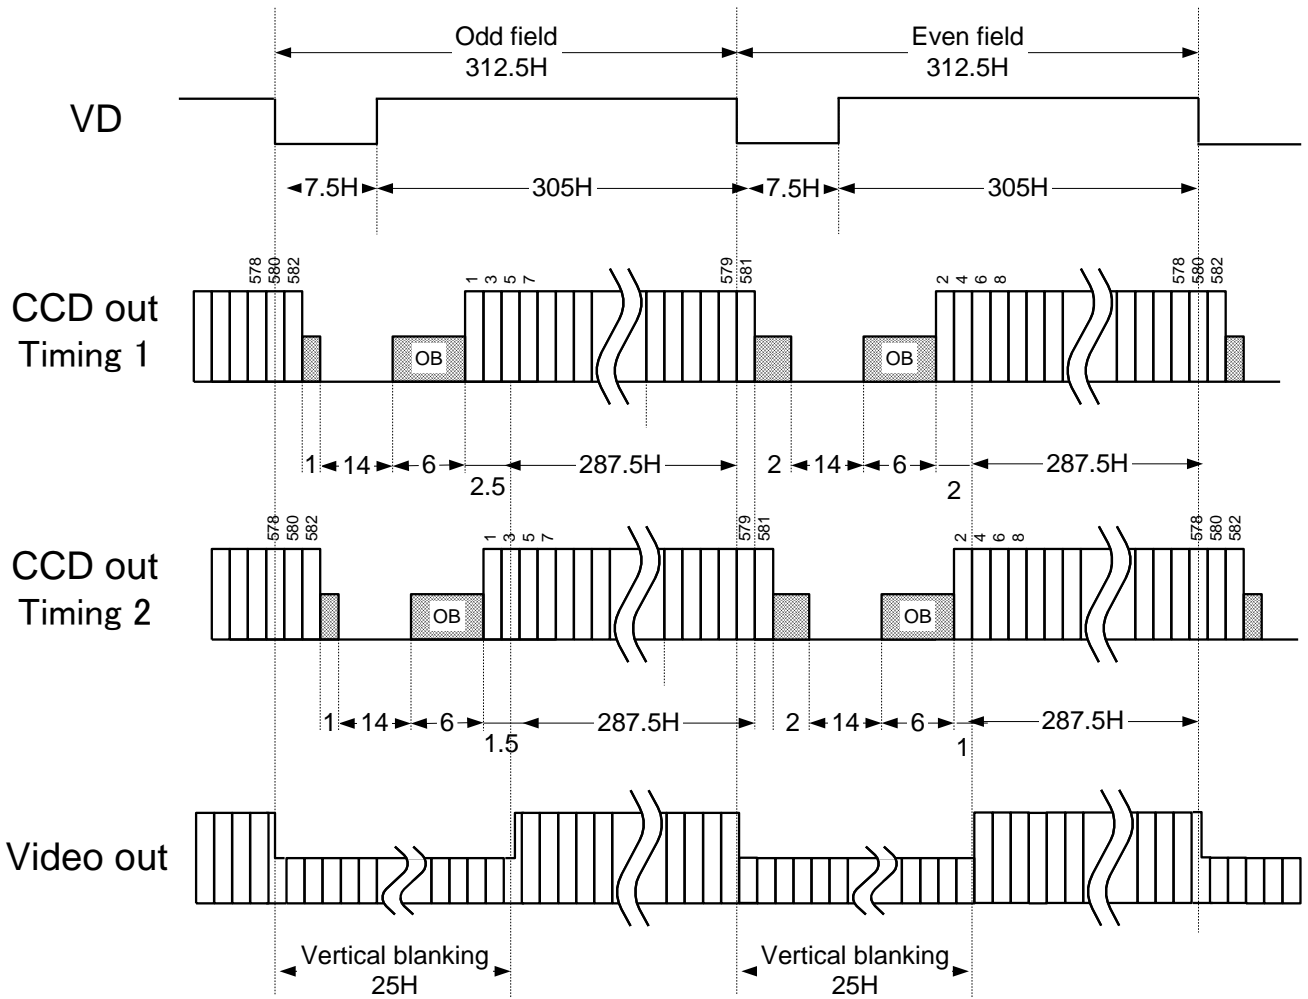 Odd field Even field
312.5H 312.5H
VD
7.5H 305H 7.5H 305H
578 580 582 1 3 5 7 579 581 2 4 6 8 578 580 582
CCD out
Timing 1
OB OB
1 14 6 287.5H 2 14 6 287.5H
2.5 2
578 580 582 1 3 5 7 579 581 2 4 6 8 578 580 582
CCD out
Timing 2
OB OB
1 14 6 287.5H 2 14 6 287.5H
1.5 1
Video out
Vertical blanking Vertical blanking
25H 25H